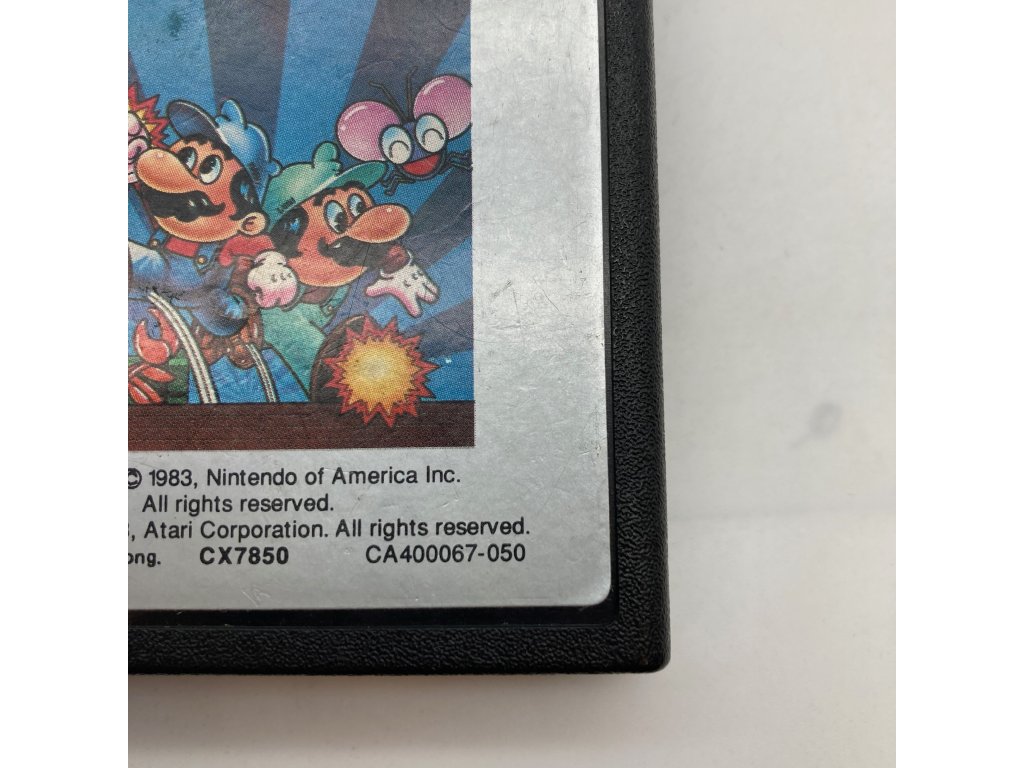 © 1983, Nintendo of America Inc.
All rights reserved.
, Atari Corporation. All rights reserved.
ong. CX7850 CA400067-050